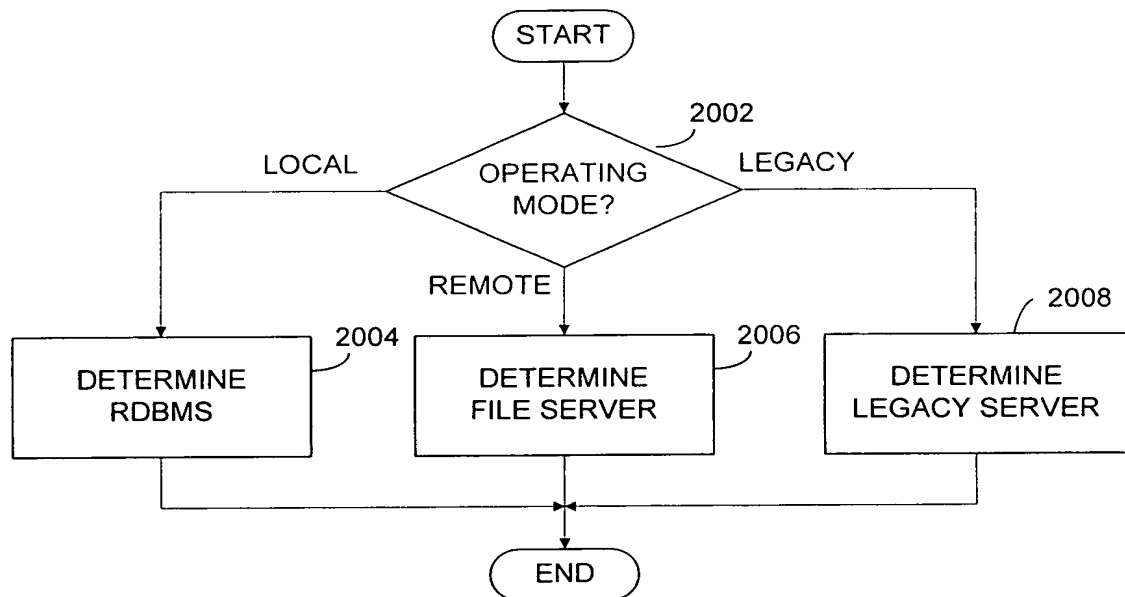 START
2002
LOCAL
OPERATING
MODE?
LEGACY
REMOTE
2004
2006
2008
DETERMINE
RDBMS
DETERMINE
FILE SERVER
DETERMINE
LEGACY SERVER
END